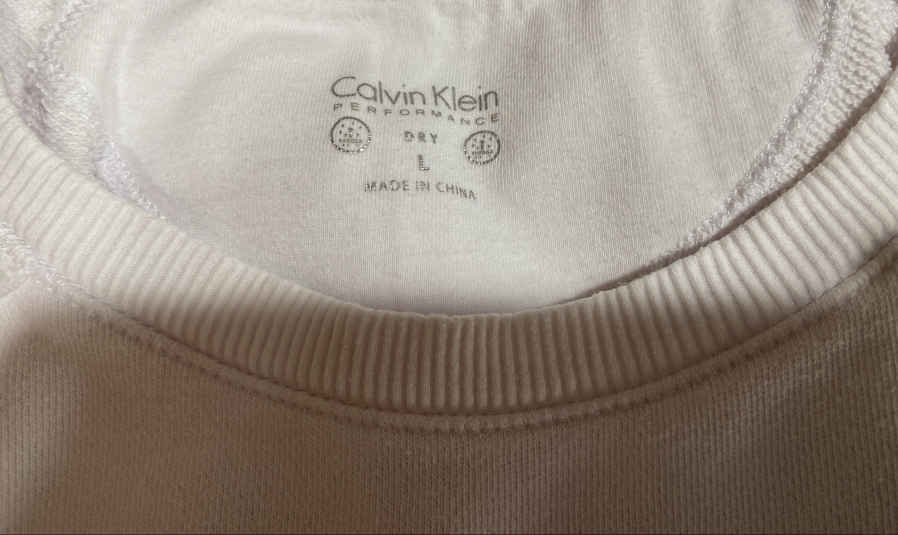 Calvin Klein
PERFORMANCE
DRY
L
MADE IN CHINA